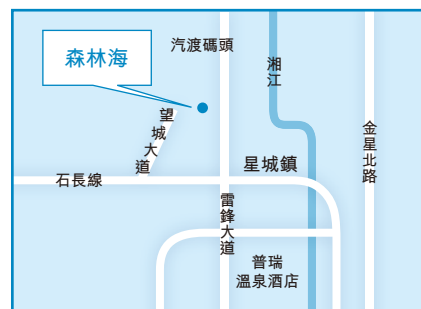 汽渡碼頭
森林海
湘江
望城大道
金星北路
星城鎮
石長線
雷鋒大道
普瑞
溫泉酒店